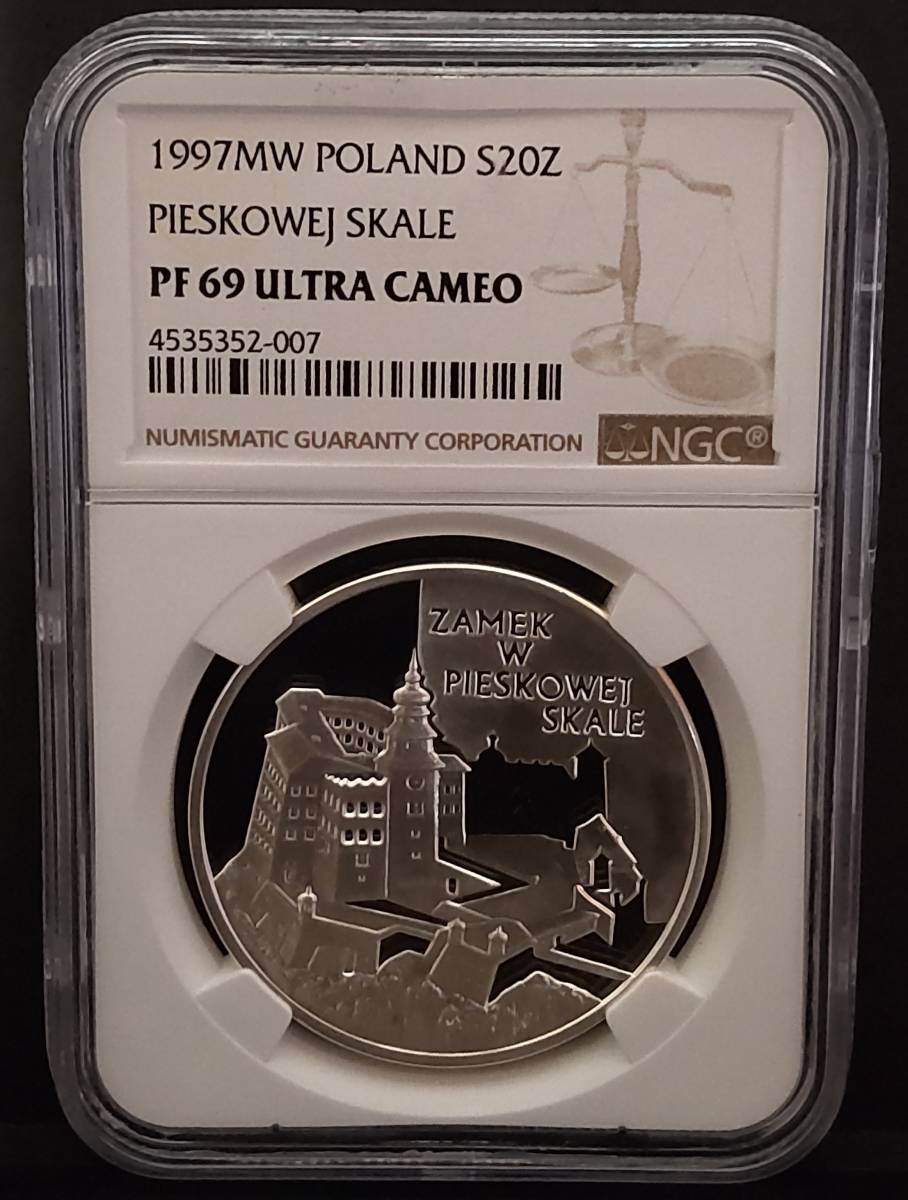 1997MW POLAND S20Z
PIESKOWEJ SKALE
PF 69 ULTRA CAMEO
4535352-007
NUMISMATIC GUARANTY CORPORATION NGC®
ZAMEK
W
PIESKOWEJ
SKALE